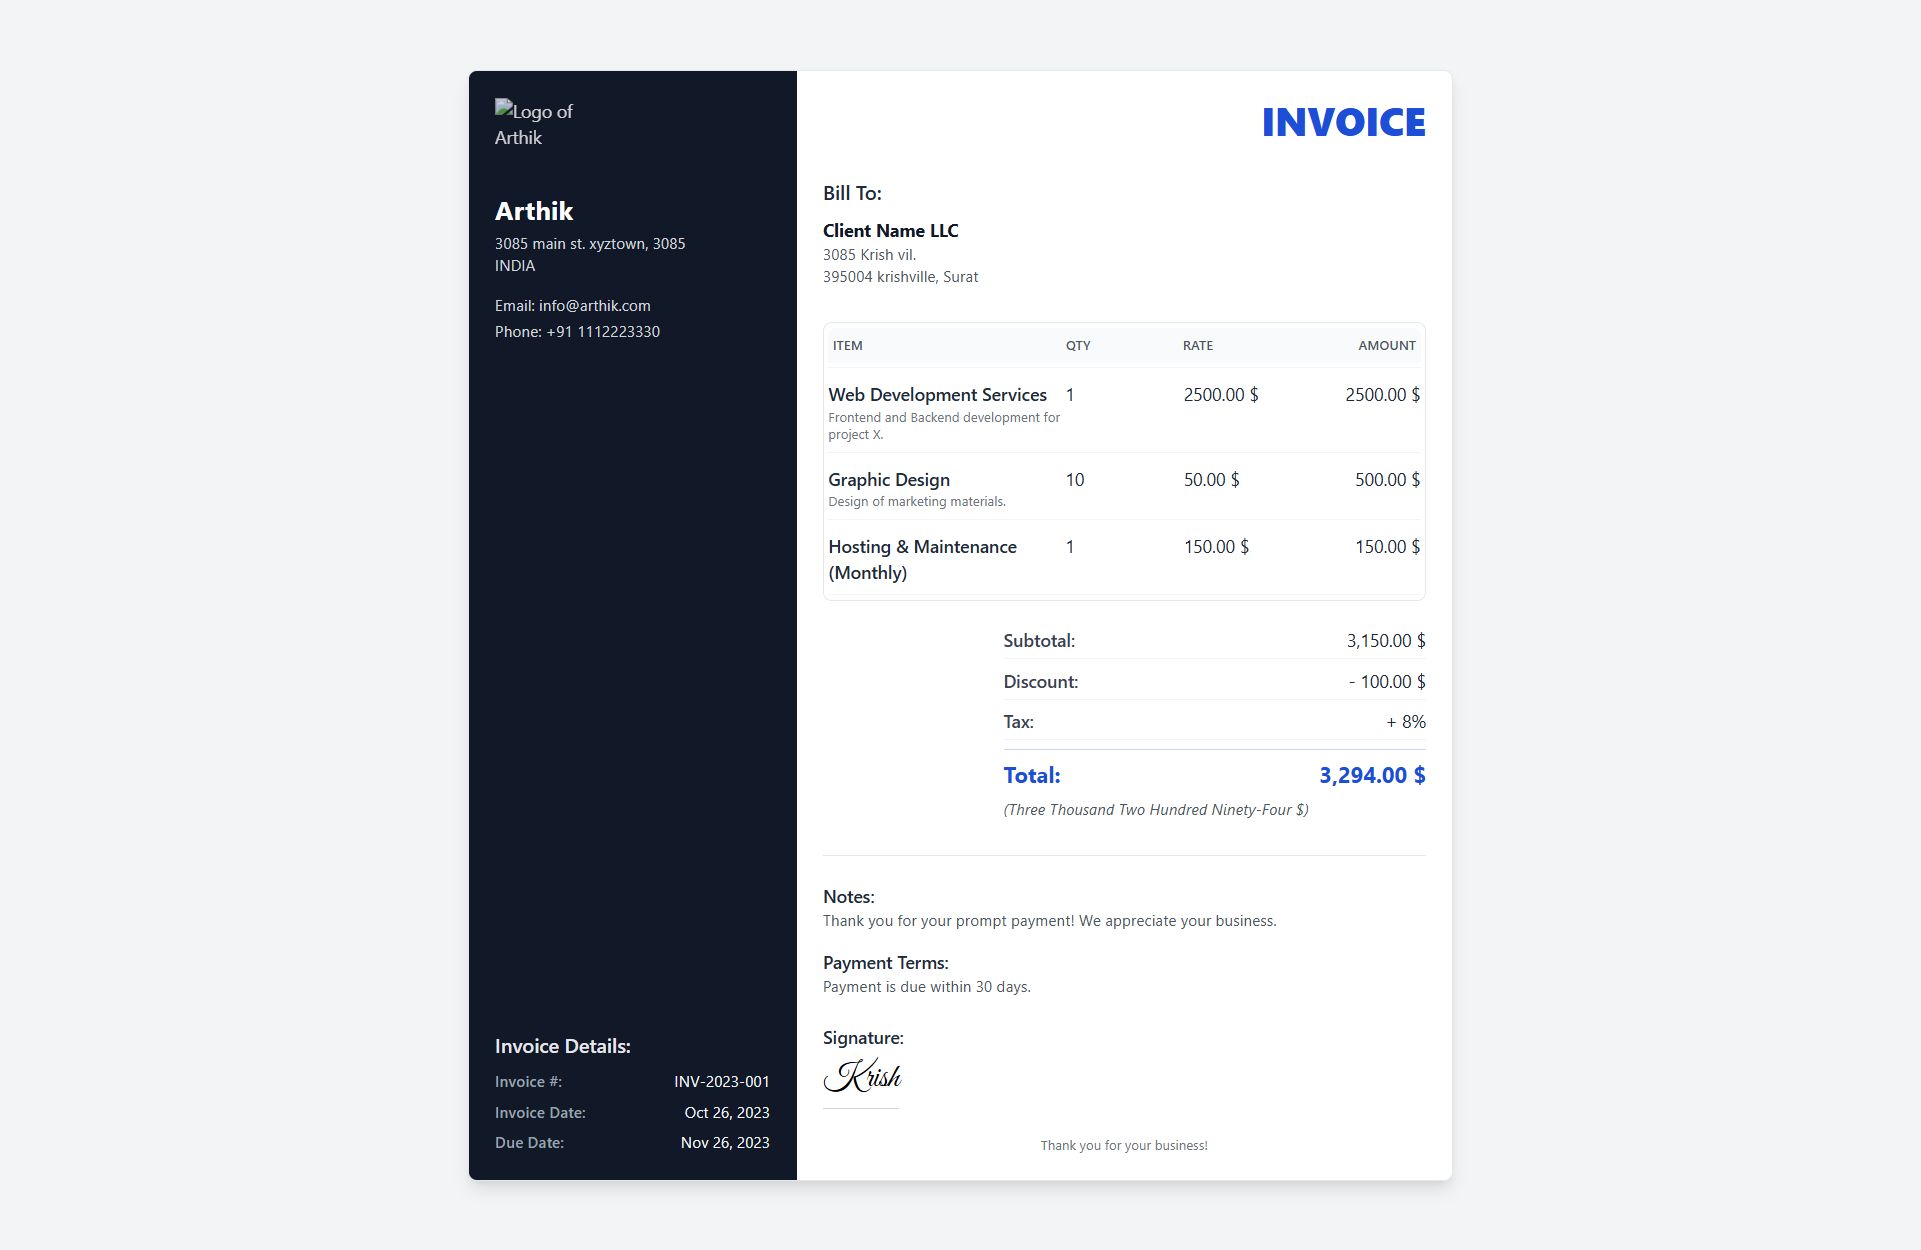 Logo of
Arthik
Arthik
3085 main st. xyztown, 3085
INDIA
Email: info@arthik.com
Phone: +91 1112223330
Invoice Details:
Invoice #: INV-2023-001
Invoice Date: Oct 26, 2023
Due Date: Nov 26, 2023
INVOICE
Bill To:
Client Name LLC
3085 Krish vil.
395004 krishville, Surat
ITEM QTY RATE AMOUNT
Web Development Services 1 2500.00 $ 2500.00 $
Frontend and Backend development for
project X.
Graphic Design 10 50.00 $ 500.00 $
Design of marketing materials.
Hosting & Maintenance 1 150.00 $ 150.00 $
(Monthly)
Subtotal: 3,150.00 $
Discount: - 100.00 $
Tax: + 8%
Total: 3,294.00 $
(Three Thousand Two Hundred Ninety-Four $)
Notes:
Thank you for your prompt payment! We appreciate your business.
Payment Terms:
Payment is due within 30 days.
Signature:
Krish
Thank you for your business!